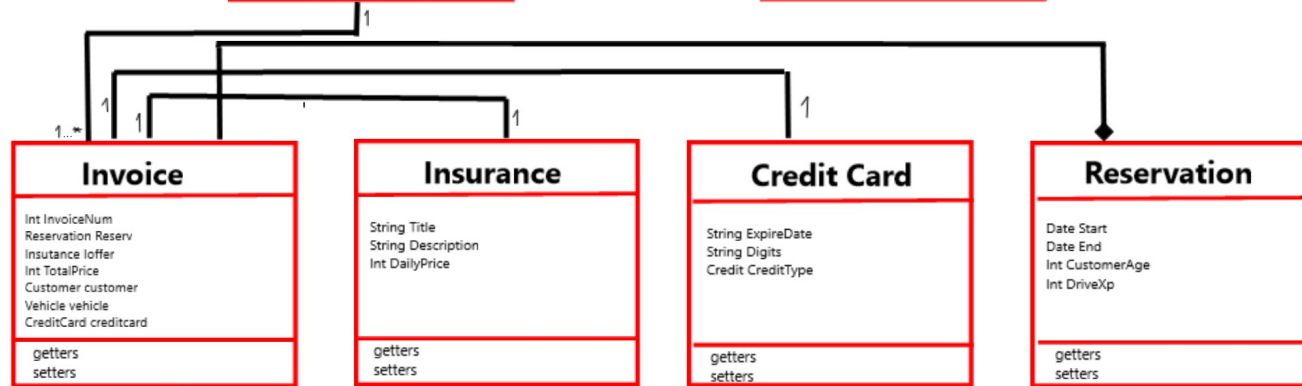 1
1
1
1
1...*
1
1
Invoice
Int InvoiceNum
Reservation Reserv
Insutance Ioffer
Int TotalPrice
Customer customer
Vehicle vehicle
CreditCard creditcard
getters
setters
Insurance
String Title
String Description
Int DailyPrice
getters
setters
Credit Card
String ExpireDate
String Digits
Credit CreditType
getters
setters
Reservation
Date Start
Date End
Int CustomerAge
Int DriveXp
getters
setters